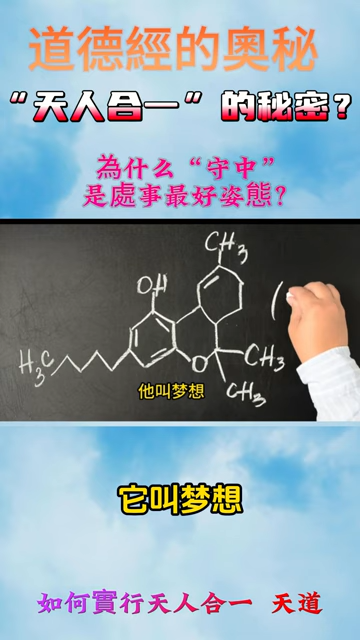 道德經的奧秘
“天人合一”的秘密？
為什么“守中”
是處事最好姿態？
CH3
OH
H3C
O
CH3
CH3
(
他叫梦想
它叫梦想
如何實行天人合一 天道